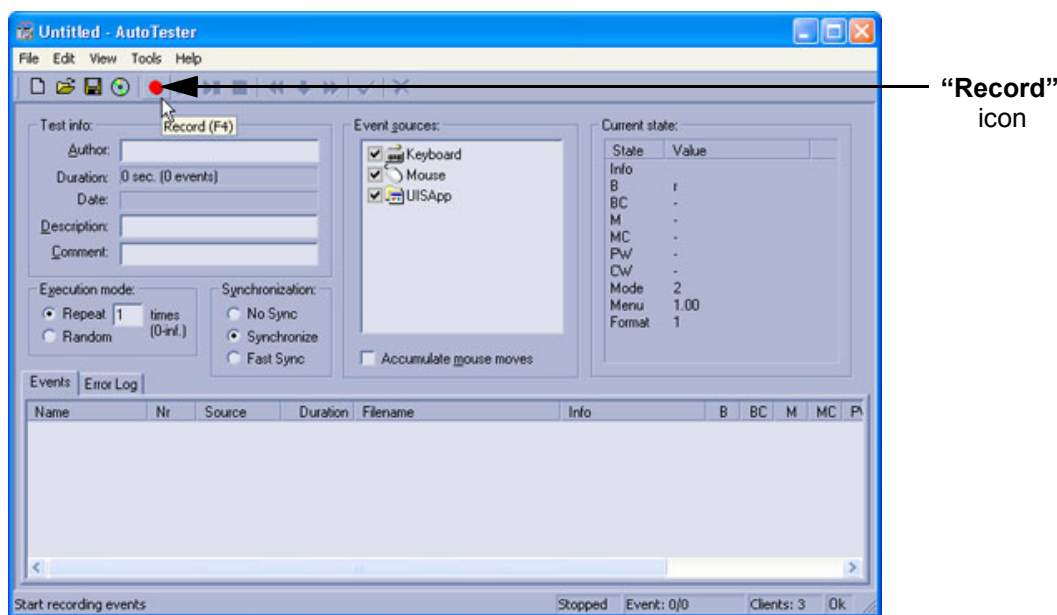 Untitled - AutoTester
File Edit View Tools Help
"Record"
icon
Record (F4)
Test info:
Author:
Duration: 0 sec. (0 events)
Date:
Description:
Comment:
Event sources:
Keyboard
Mouse
UISApp
Accumulate mouse moves
Current state:
State Value
Info
B r
BC -
M -
MC -
PW -
CW -
Mode 2
Menu 1.00
Format 1
Execution mode:
Repeat 1 times
(0-inf.)
Random
Synchronization:
No Sync
Synchronize
Fast Sync
Events Error Log
Name Nr Source Duration Filename Info B BC M MC
Start recording events Stopped Event: 0/0 Clients: 3 Ok